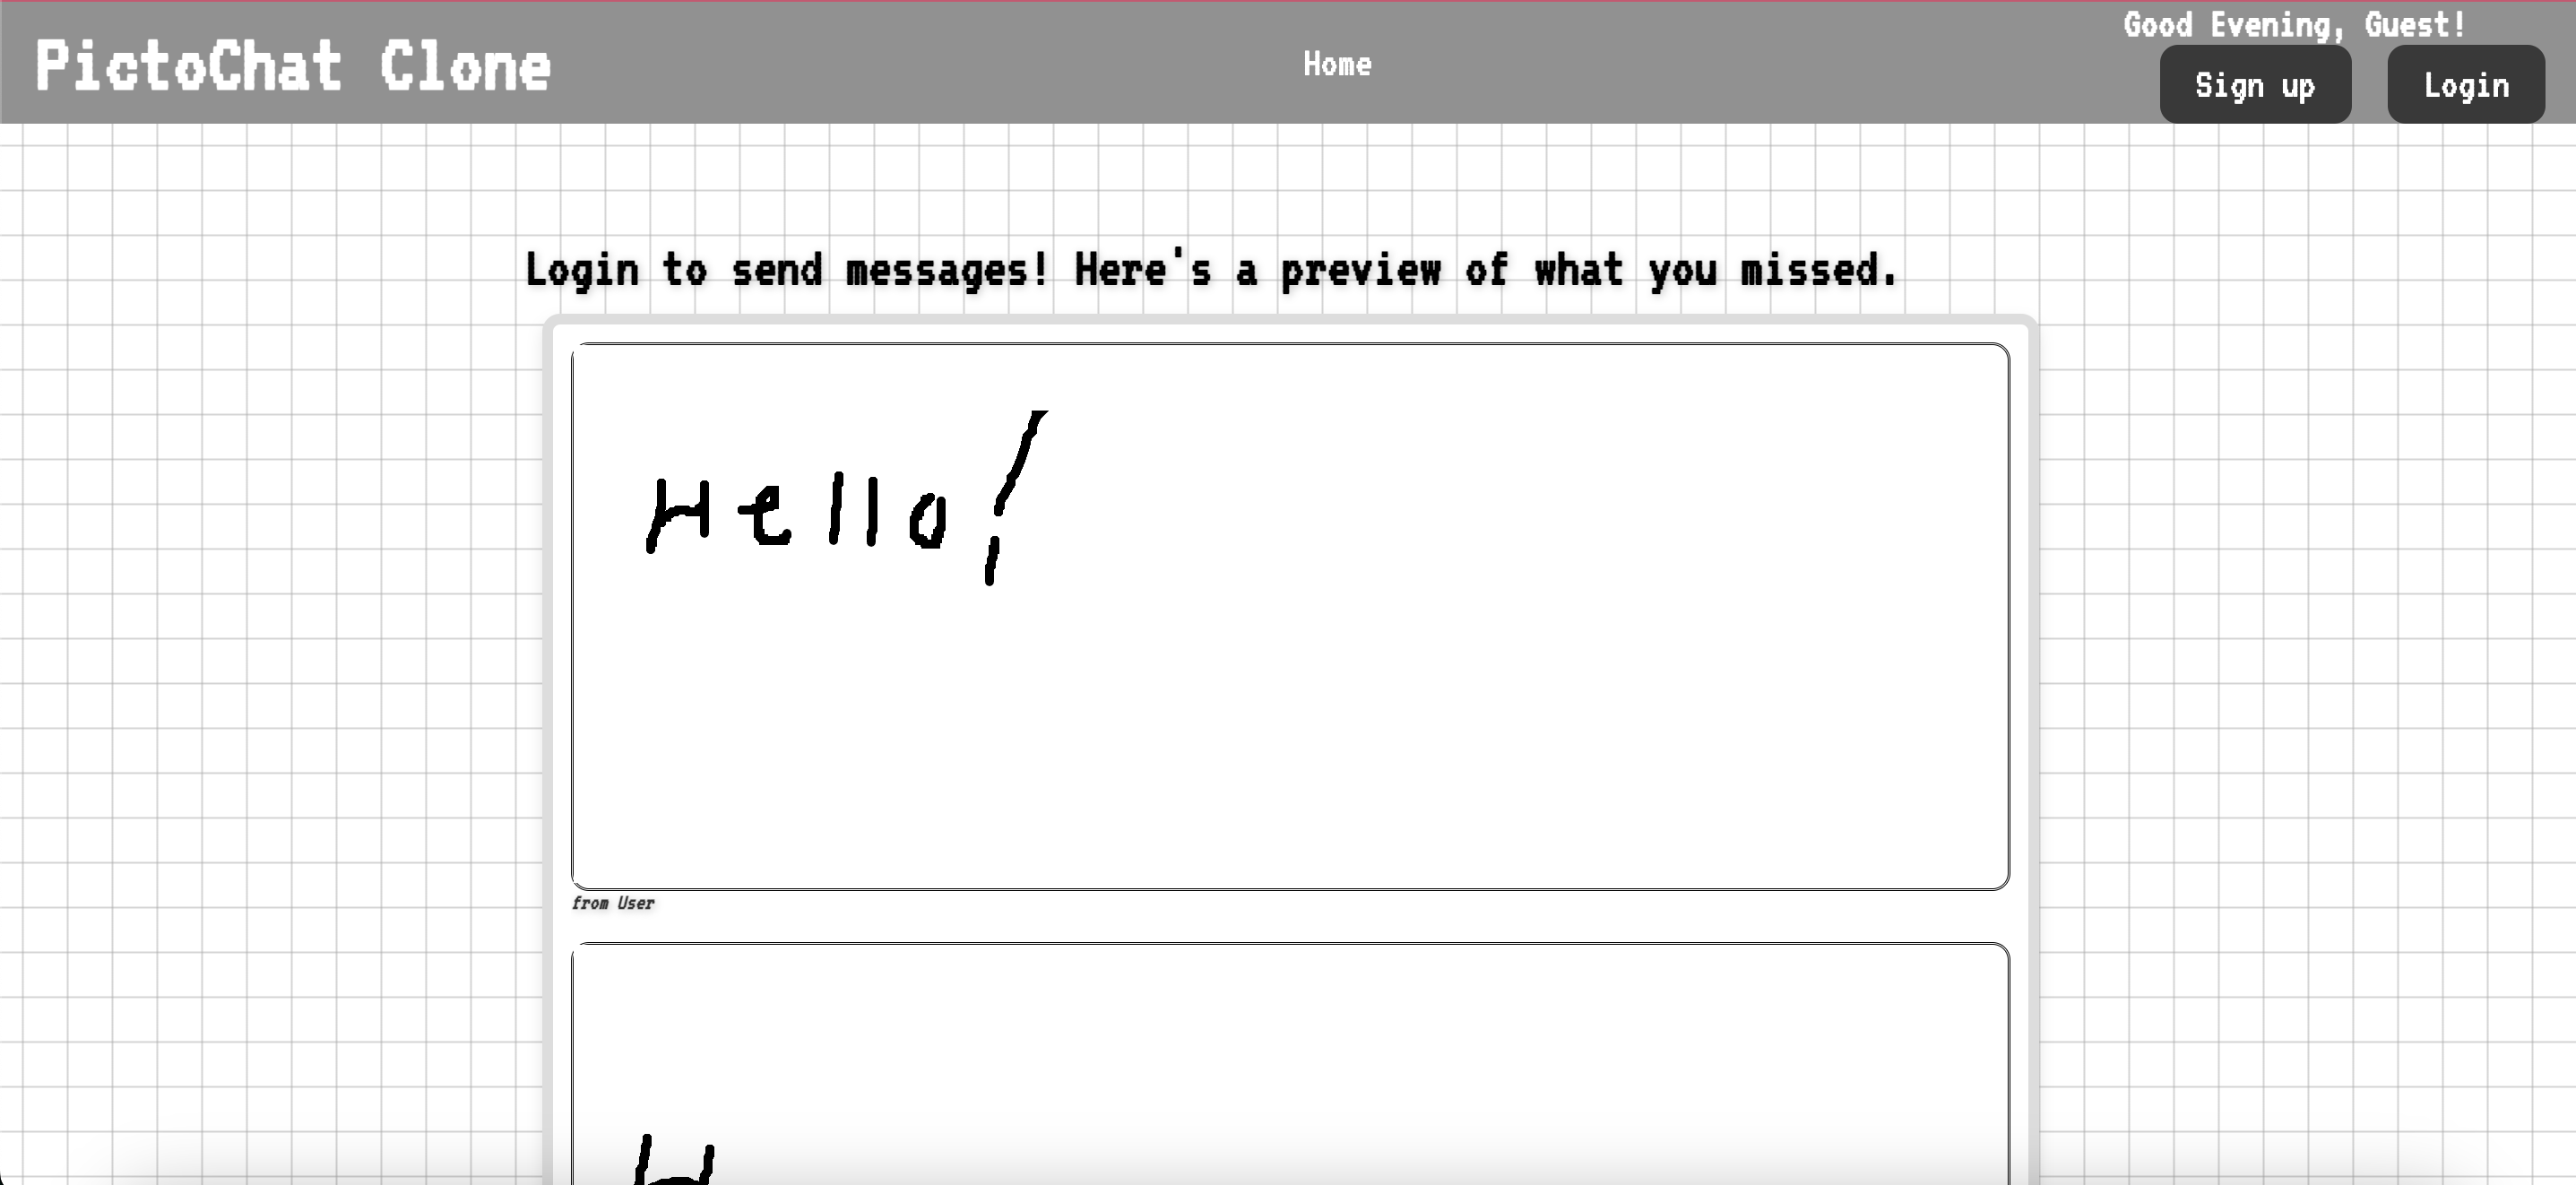 PictoChat Clone
Home
Good Evening, Guest!
Sign up
Login
Login to send messages! Here's a preview of what you missed.
Hello!
from User